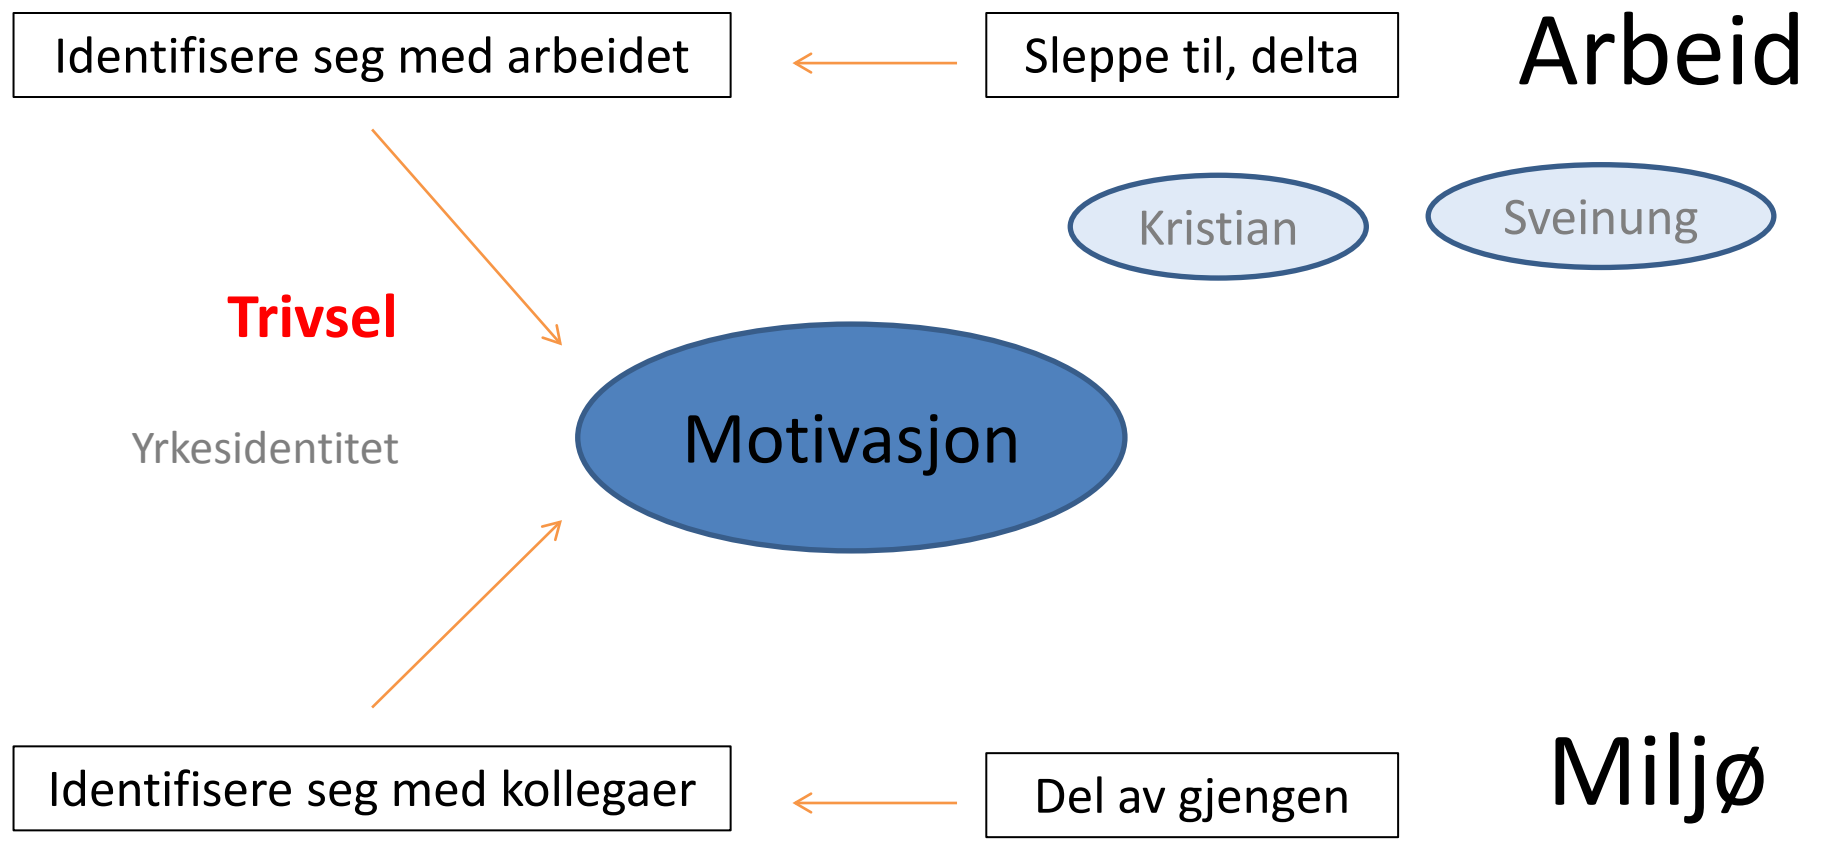 Identifisere seg med arbeidet
Sleppe til, delta
Arbeid
Kristian
Sveinung
Trivsel
Motivasjon
Yrkesidentitet
Identifisere seg med kollegaer
Del av gjengen
Miljø